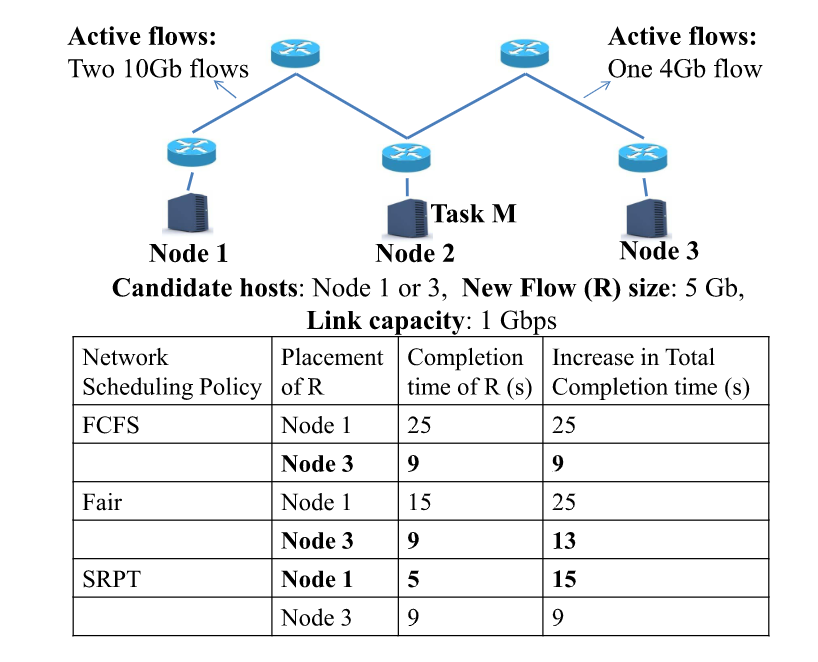 Active flows:
Two 10Gb flows
Active flows:
One 4Gb flow
Task M
Node 1
Node 2
Node 3
Candidate hosts: Node 1 or 3, New Flow (R) size: 5 Gb,
Link capacity: 1 Gbps
Network Scheduling Policy | Placement of R | Completion time of R (s) | Increase in Total Completion time (s)
FCFS | Node 1 | 25 | 25
Node 3 | 9 | 9
Fair | Node 1 | 15 | 25
Node 3 | 9 | 13
SRPT | Node 1 | 5 | 15
Node 3 | 9 | 9